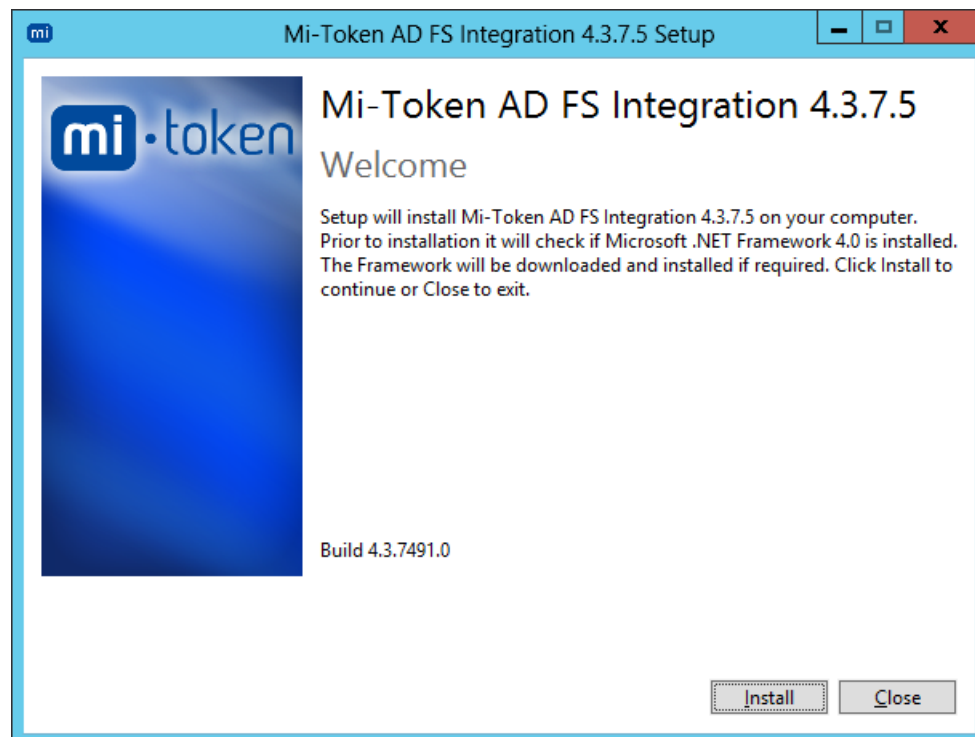 mi
Mi-Token AD FS Integration 4.3.7.5 Setup
mi·token
Mi-Token AD FS Integration 4.3.7.5
Welcome
Setup will install Mi-Token AD FS Integration 4.3.7.5 on your computer.
Prior to installation it will check if Microsoft .NET Framework 4.0 is installed.
The Framework will be downloaded and installed if required. Click Install to
continue or Close to exit.
Build 4.3.7491.0
Install
Close